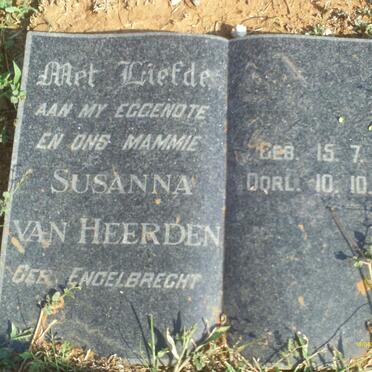 Met Liefde
AAN MY EGGENOTE
EN ONS MAMMIE
SUSANNA
VAN HEERDEN
GEB. ENGELBRECHT
GEB. 15.7.
OORL. 10.10.